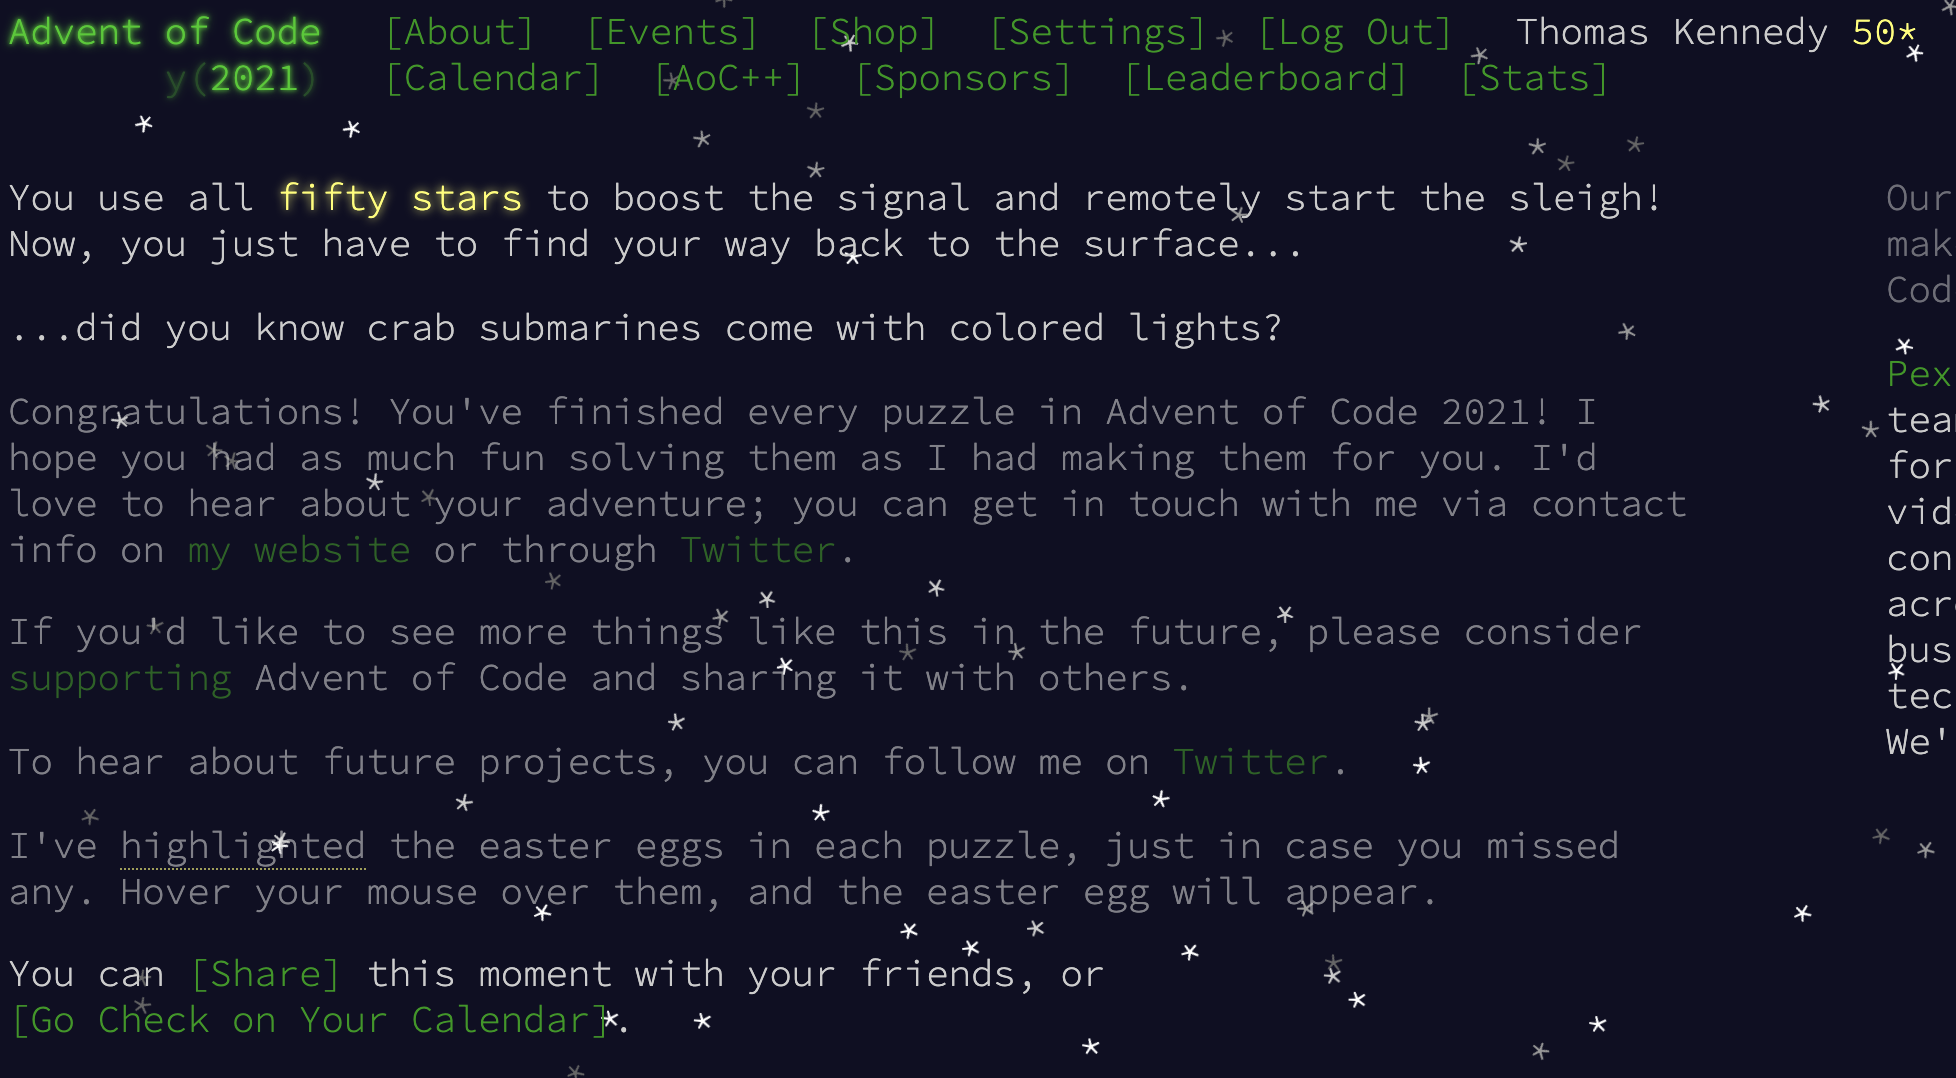 Advent of Code [About] [Events] [Shop] [Settings] [Log Out] Thomas Kennedy 50*
y(2021) [Calendar] [AoC++] [Sponsors] [Leaderboard] [Stats]
You use all fifty stars to boost the signal and remotely start the sleigh!
Now, you just have to find your way back to the surface...
...did you know crab submarines come with colored lights?
Congratulations! You've finished every puzzle in Advent of Code 2021! I
hope you had as much fun solving them as I had making them for you. I'd
love to hear about your adventure; you can get in touch with me via contact
info on my website or through Twitter.
If you'd like to see more things like this in the future, please consider
supporting Advent of Code and sharing it with others.
To hear about future projects, you can follow me on Twitter.
I've highlighted the easter eggs in each puzzle, just in case you missed
any. Hover your mouse over them, and the easter egg will appear.
You can [Share] this moment with your friends, or
[Go Check on Your Calendar].
Our
mak
Cod
Pex
tea
for
vid
con
acr
bus
tec
We'